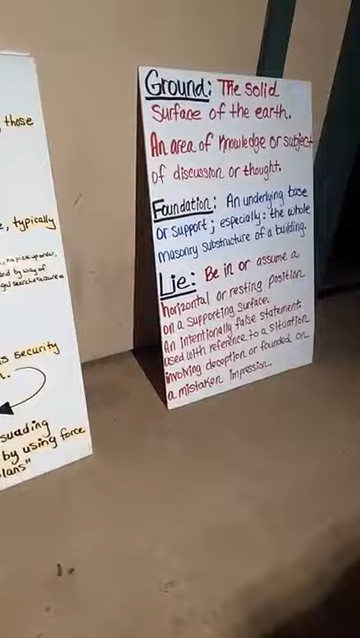 those
, typically
s security
suading
by using force
lans"
Ground: The solid
Surface of the earth.
An area of knowledge or subject
of discussion or thought.
Foundation: An underlying base
or support; especially: the whole
masonry substructure of a building.
Lie: Be in or assume a
horizontal or resting position
on a supporting surface.
An intentionally false statement
used with reference to a situation
involving deception or founded on
a mistaken impression.